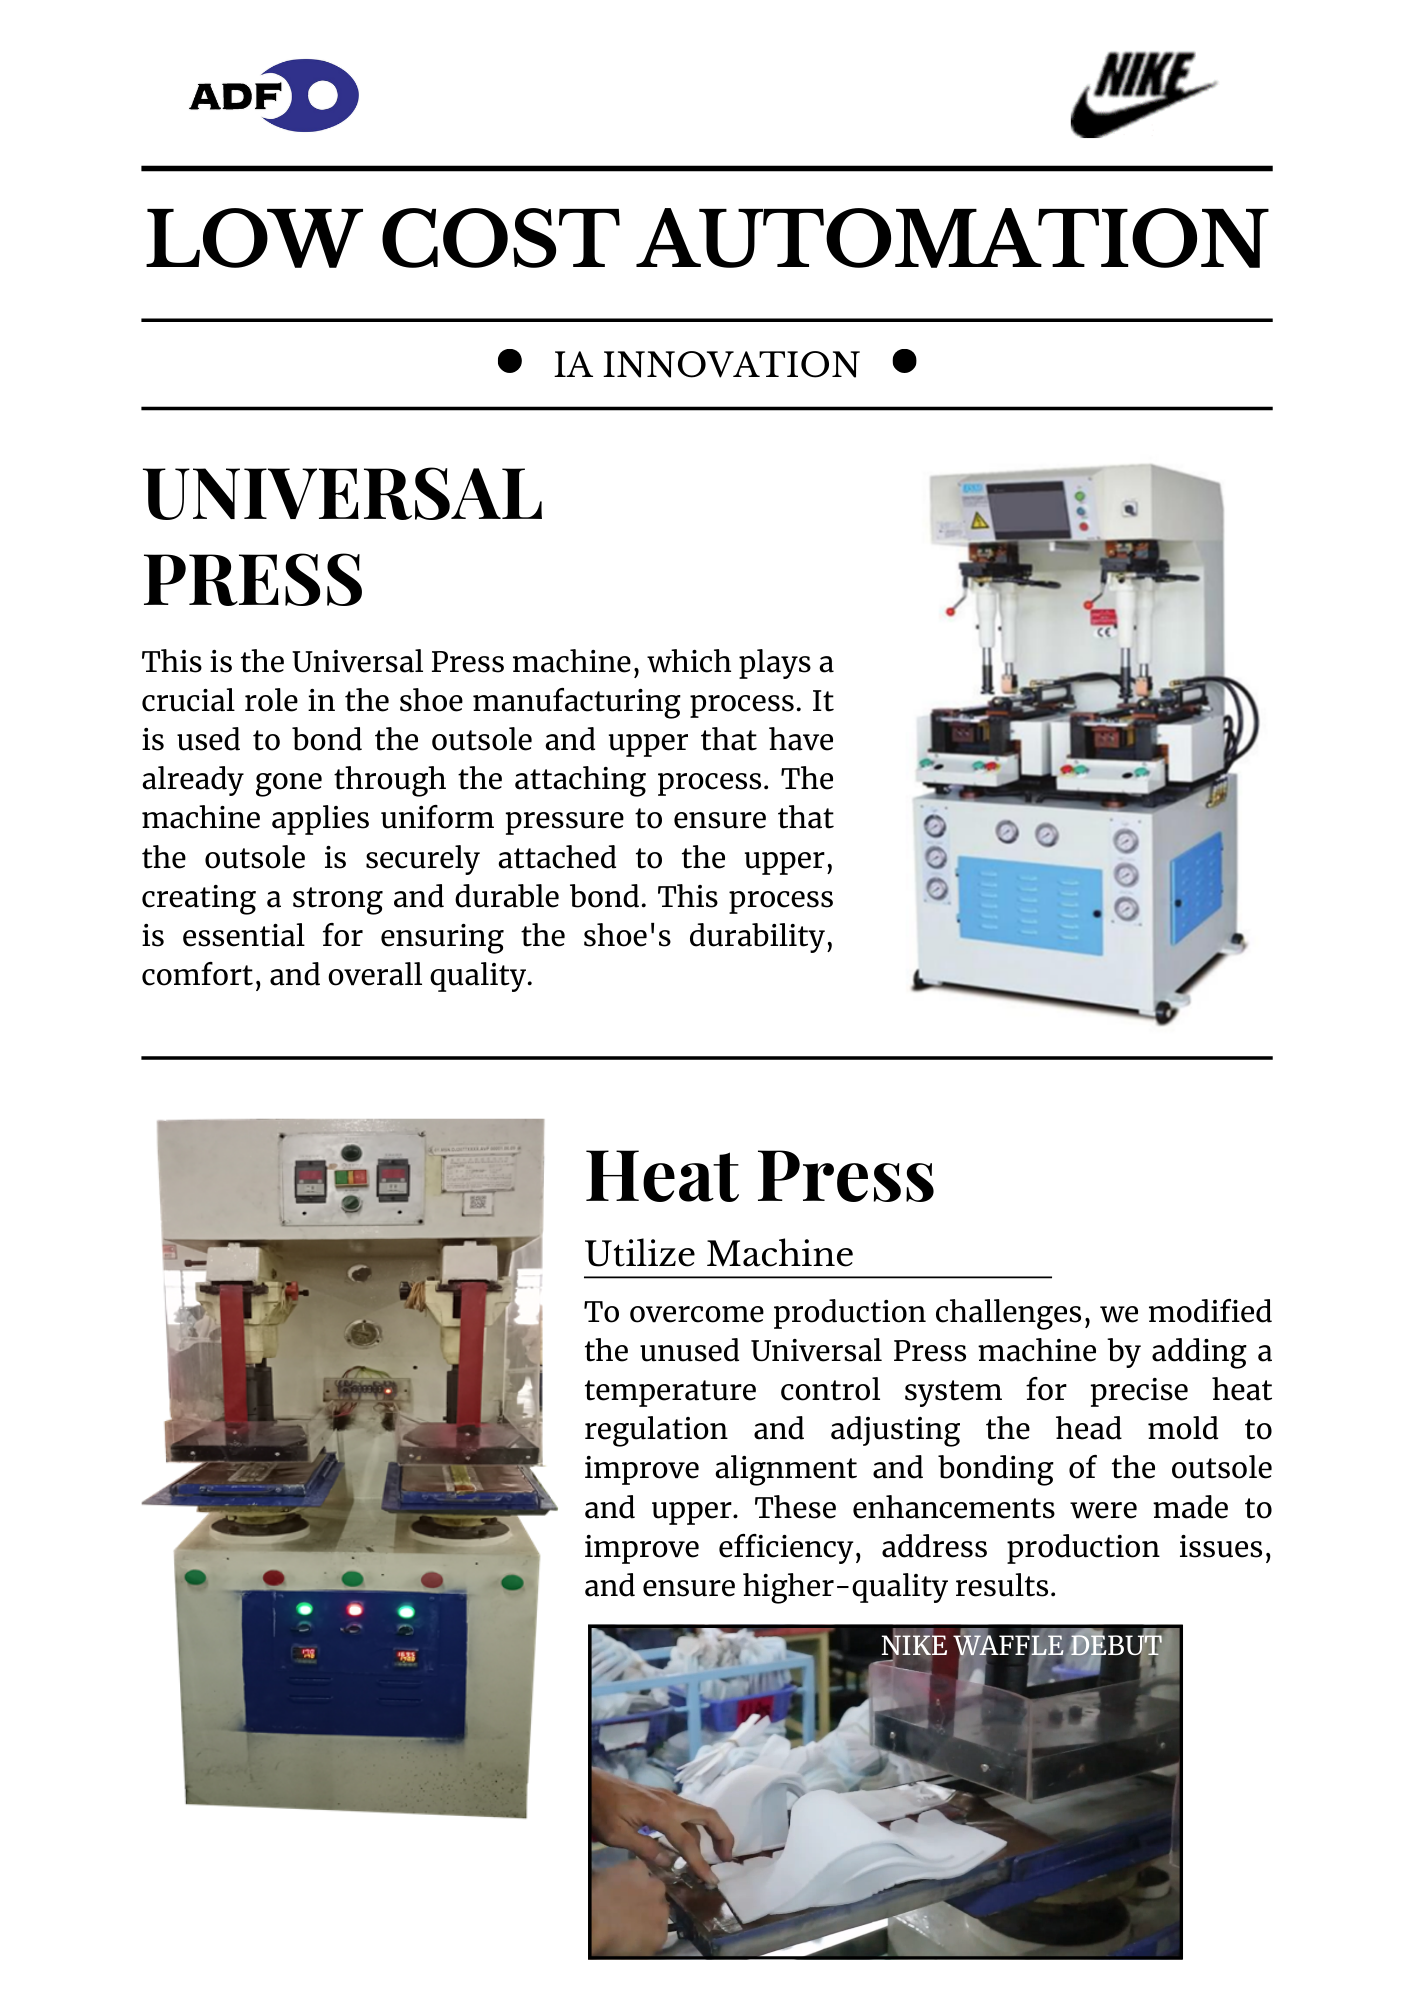 ADF
NIKE
LOW COST AUTOMATION
IA INNOVATION
UNIVERSAL
PRESS
This is the Universal Press machine, which plays a
crucial role in the shoe manufacturing process. It
is used to bond the outsole and upper that have
already gone through the attaching process. The
machine applies uniform pressure to ensure that
the outsole is securely attached to the upper,
creating a strong and durable bond. This process
is essential for ensuring the shoe's durability,
comfort, and overall quality.
CE
Heat Press
Utilize Machine
To overcome production challenges, we modified
the unused Universal Press machine by adding a
temperature control system for precise heat
regulation and adjusting the head mold to
improve alignment and bonding of the outsole
and upper. These enhancements were made to
improve efficiency, address production issues,
and ensure higher-quality results.
NIKE WAFFLE DEBUT